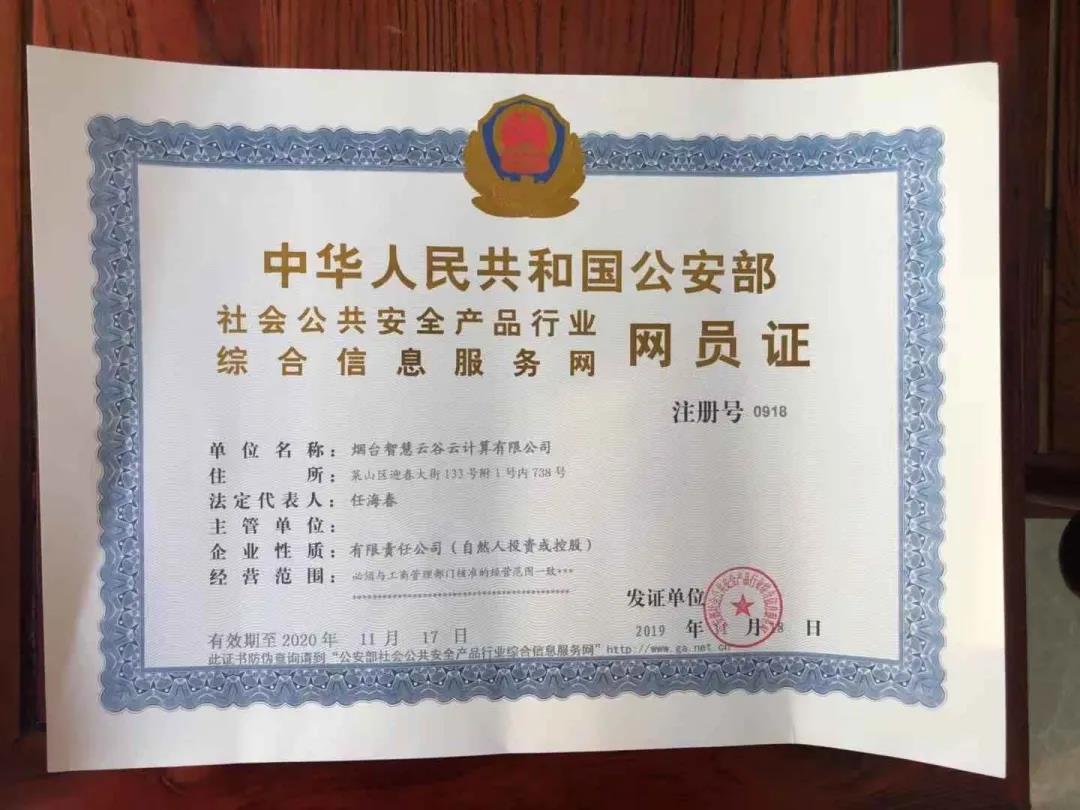 中华人民共和国公安部
社会公共安全产品行业
综合信息服务网 网员证
注册号 0918
单位名称：烟台智慧云谷云计算有限公司
住所：莱山区迎春大街133号附1号内738号
法定代表人：任海春
主管单位：
企业性质：有限责任公司（自然人投资或控股）
经营范围：必须与工商管理部门核准的经营范围一致***
发证单位
2019 年 11 月 18 日
有效期至2020年 11月 17日
此证书防伪查询请到“公安部社会公共安全产品行业综合信息服务网”http://www.ga.net.cn